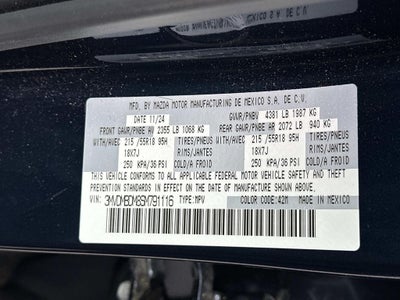 MFD. BY MAZDA MOTOR MANUFACTURING DE MEXICO S.A. DE C.V.
DATE 11/24 GVWR/PNBV 4381 LB 1987 KG
FRONT GAWR/PNBE AV 2355 LB 1068 KG REAR GAWR/PNBE AR 2072 LB 940 KG
WITH/AVEC 215 /55R18 95H TIRES/PNEUS WITH/AVEC 215 /55R18 95H TIRES/PNEUS
18X7J RIMS/JANTES 18X7J RIMS/JANTES
250 KPA/36 PSI COLD/A FROID 250 KPA/36 PSI COLD/A FROID
THIS VEHICLE CONFORMS TO ALL APPLICABLE FEDERAL MOTOR VEHICLE SAFETY AND THEFT
PREVENTION STANDARDS IN EFFECT ON THE DATE OF MANUFACTURE SHOWN ABOVE.
VIN: TYPE:MPV COLOR CODE:42M MADE IN MEXICO